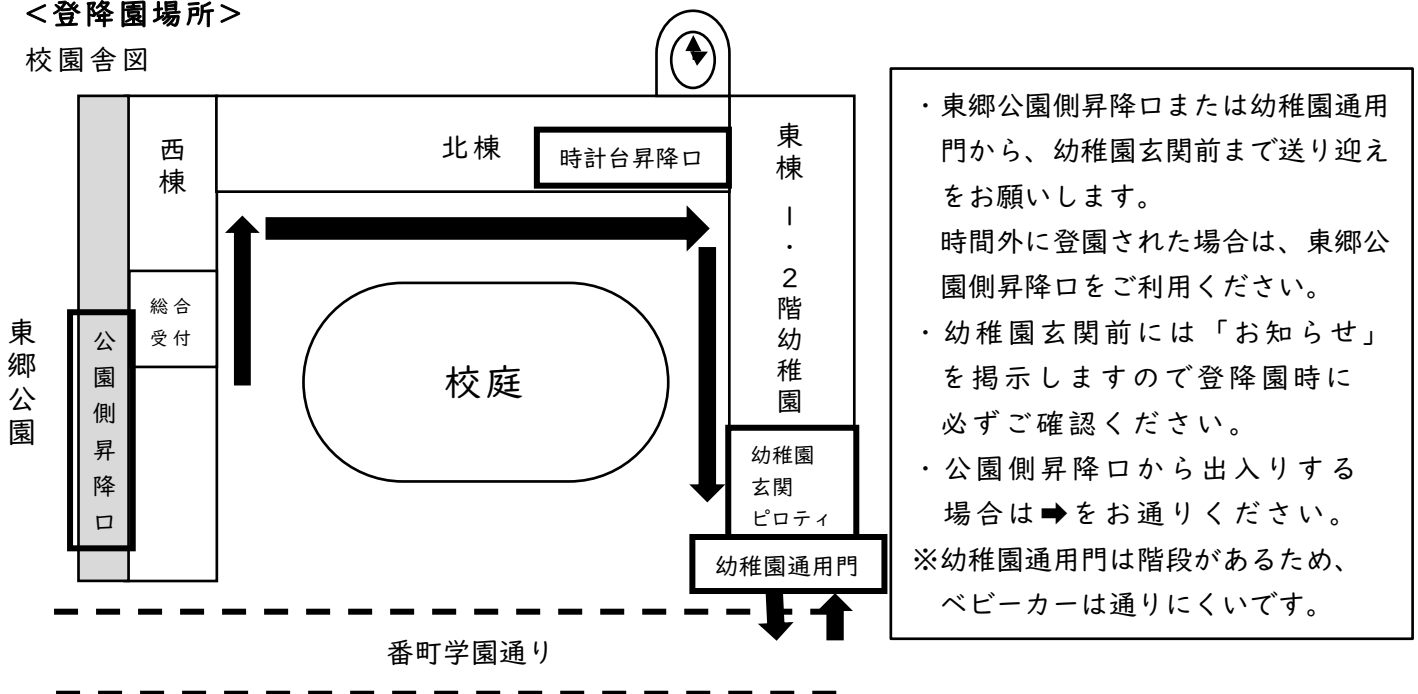 <登降園場所>
校園舎図
西棟
北棟
時計台昇降口
東棟 1・2階幼稚園
総合
受付
東郷公園
公園側昇降口
校庭
幼稚園
玄関
ピロティ
幼稚園通用門
番町学園通り
・東郷公園側昇降口または幼稚園通用
門から、幼稚園玄関前まで送り迎え
をお願いします。
時間外に登園された場合は、東郷公
園側昇降口をご利用ください。
・幼稚園玄関前には「お知らせ」
を掲示しますので登降園時に
必ずご確認ください。
・公園側昇降口から出入りする
場合は➡をお通りください。
※幼稚園通用門は階段があるため、
ベビーカーは通りにくいです。